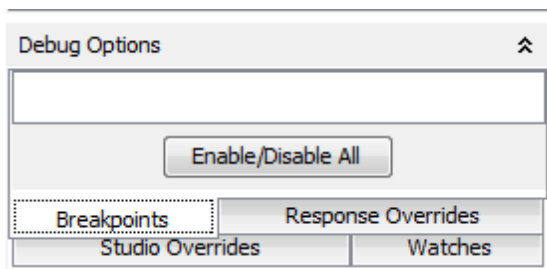 Debug Options
Enable/Disable All
Breakpoints Response Overrides
Studio Overrides Watches